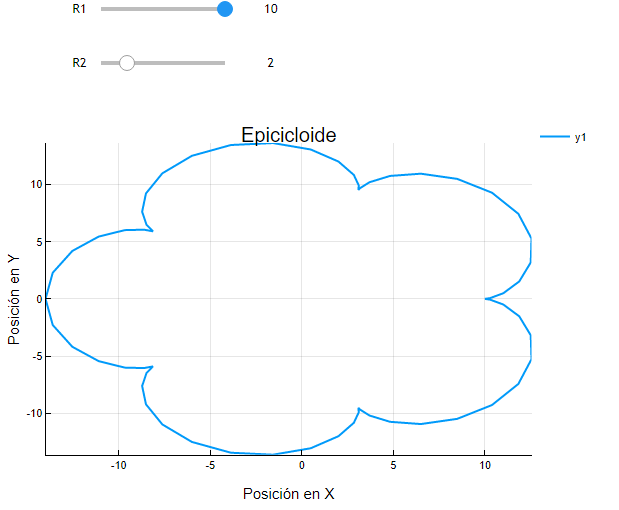 R1 10
R2 2
Epicicloide
y1
10
5
0
-5
-10
Posición en Y
-10 -5 0 5 10
Posición en X